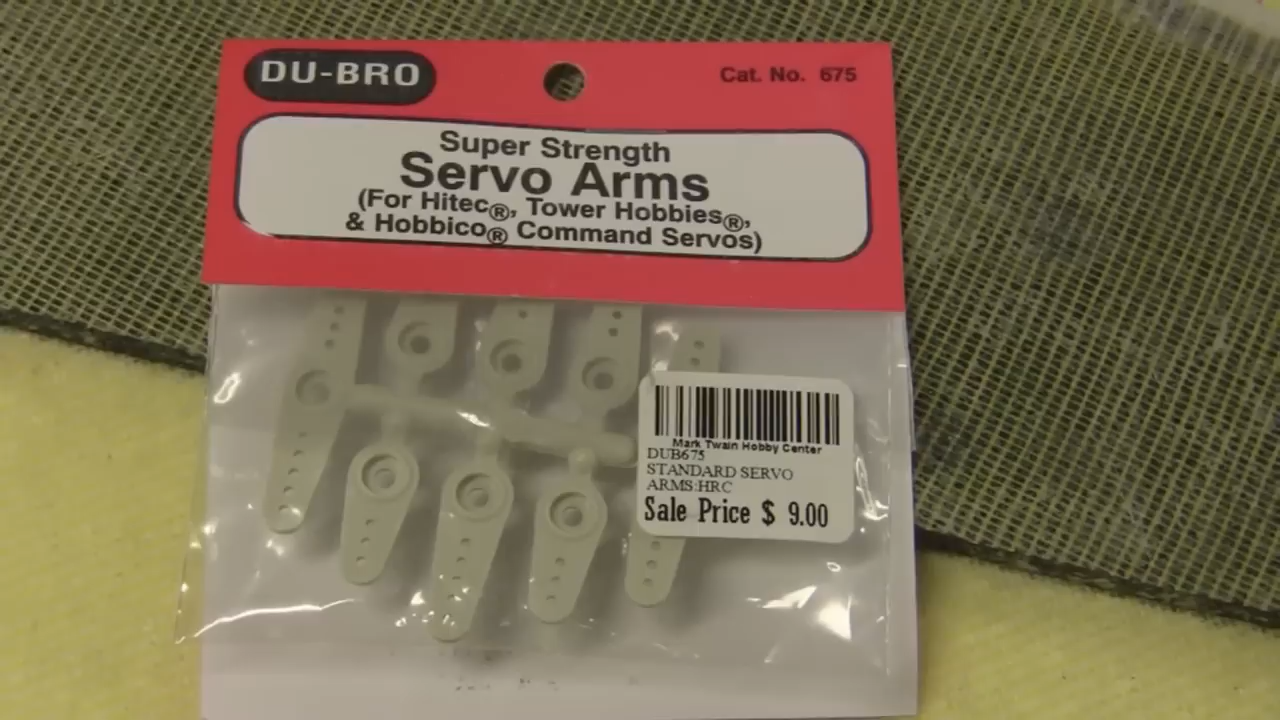 DU-BRO
Cat. No. 675
Super Strength
Servo Arms
(For Hitec®, Tower Hobbies®,
& Hobbico® Command Servos)
Mark Twain Hobby Center
DUB675
STANDARD SERVO
ARMS:HRC
Sale Price $ 9.00